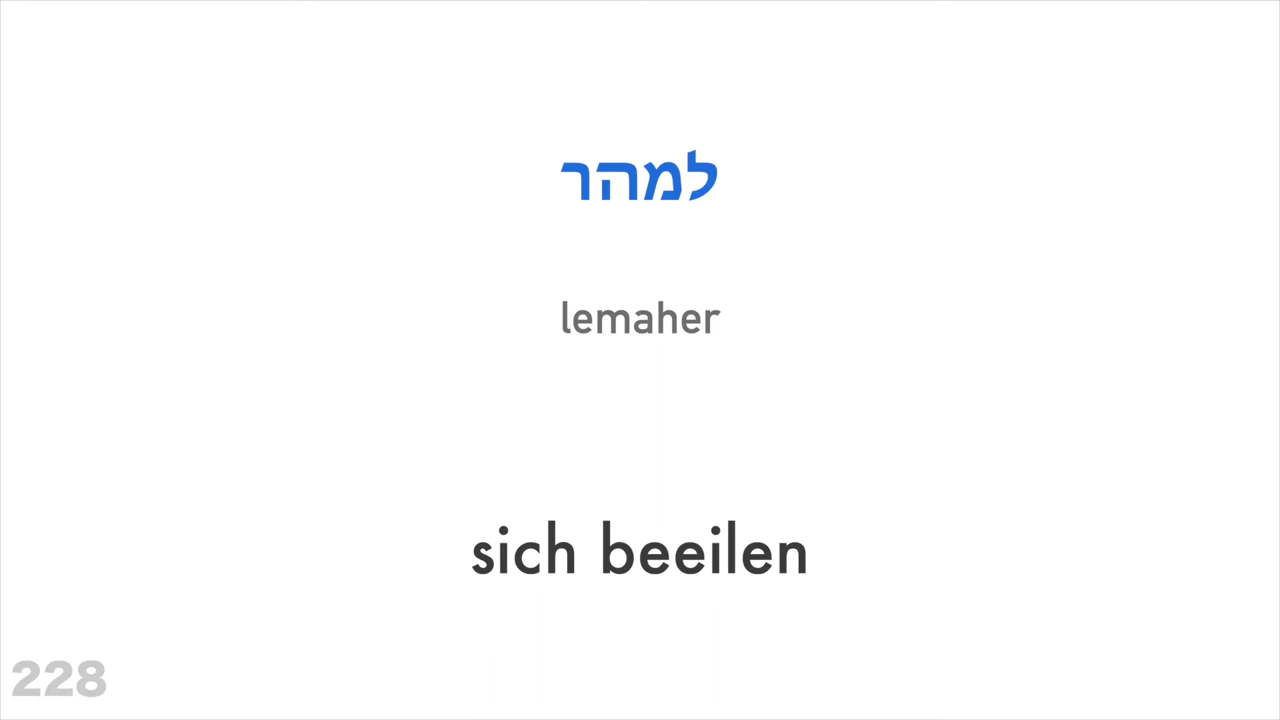 למהר
lemaher
sich beeilen
228